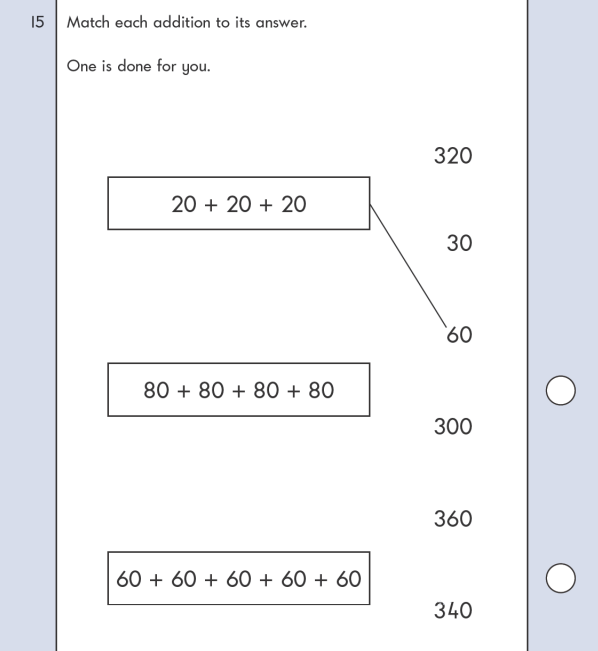 15 Match each addition to its answer.
One is done for you.
320
20 + 20 + 20
30
60
80 + 80 + 80 + 80
300
360
60 + 60 + 60 + 60 + 60
340